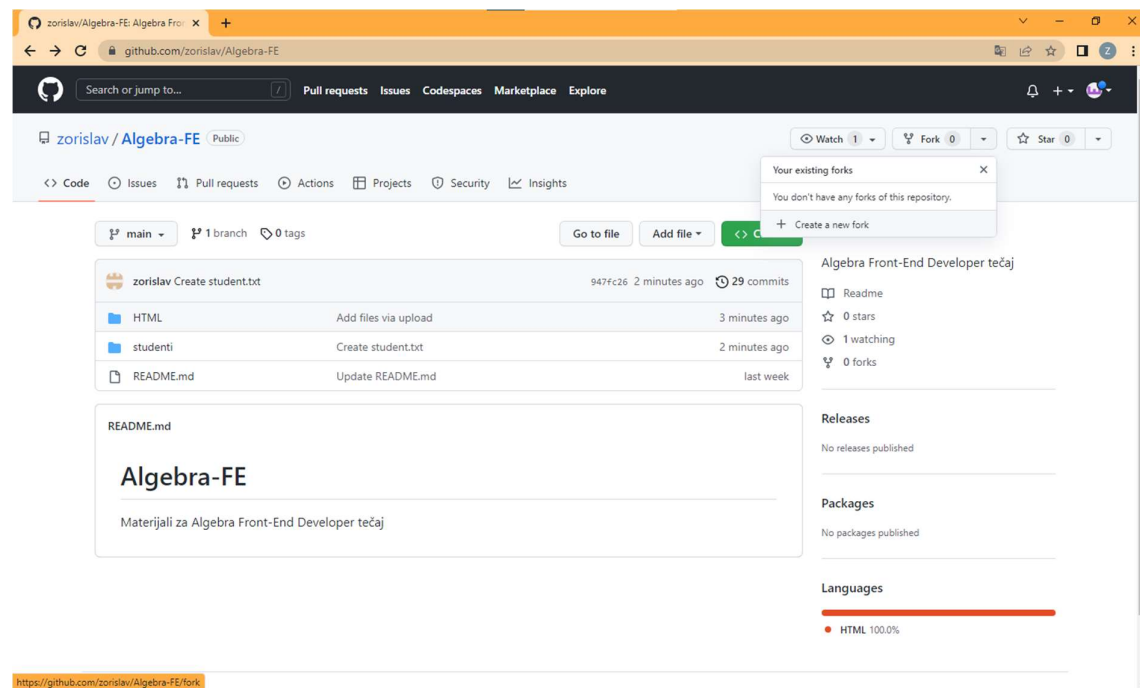 zorislav/Algebra-FE: Algebra Fron
github.com/zorislav/Algebra-FE
Z
Search or jump to... /
Pull requests Issues Codespaces Marketplace Explore
zorislav / Algebra-FE Public
Watch 1 Fork 0 Star 0
Code Issues Pull requests Actions Projects Security Insights
Your existing forks
You don't have any forks of this repository.
Create a new fork
main 1 branch 0 tags
Go to file Add file
zorislav Create student.txt 947fc26 2 minutes ago 29 commits
HTML Add files via upload 3 minutes ago
studenti Create student.txt 2 minutes ago
README.md Update README.md last week
README.md
Algebra-FE
Materijali za Algebra Front-End Developer tečaj
Algebra Front-End Developer tečaj
Readme
0 stars
1 watching
0 forks
Releases
No releases published
Packages
No packages published
Languages
HTML 100.0%
https://github.com/zorislav/Algebra-FE/fork